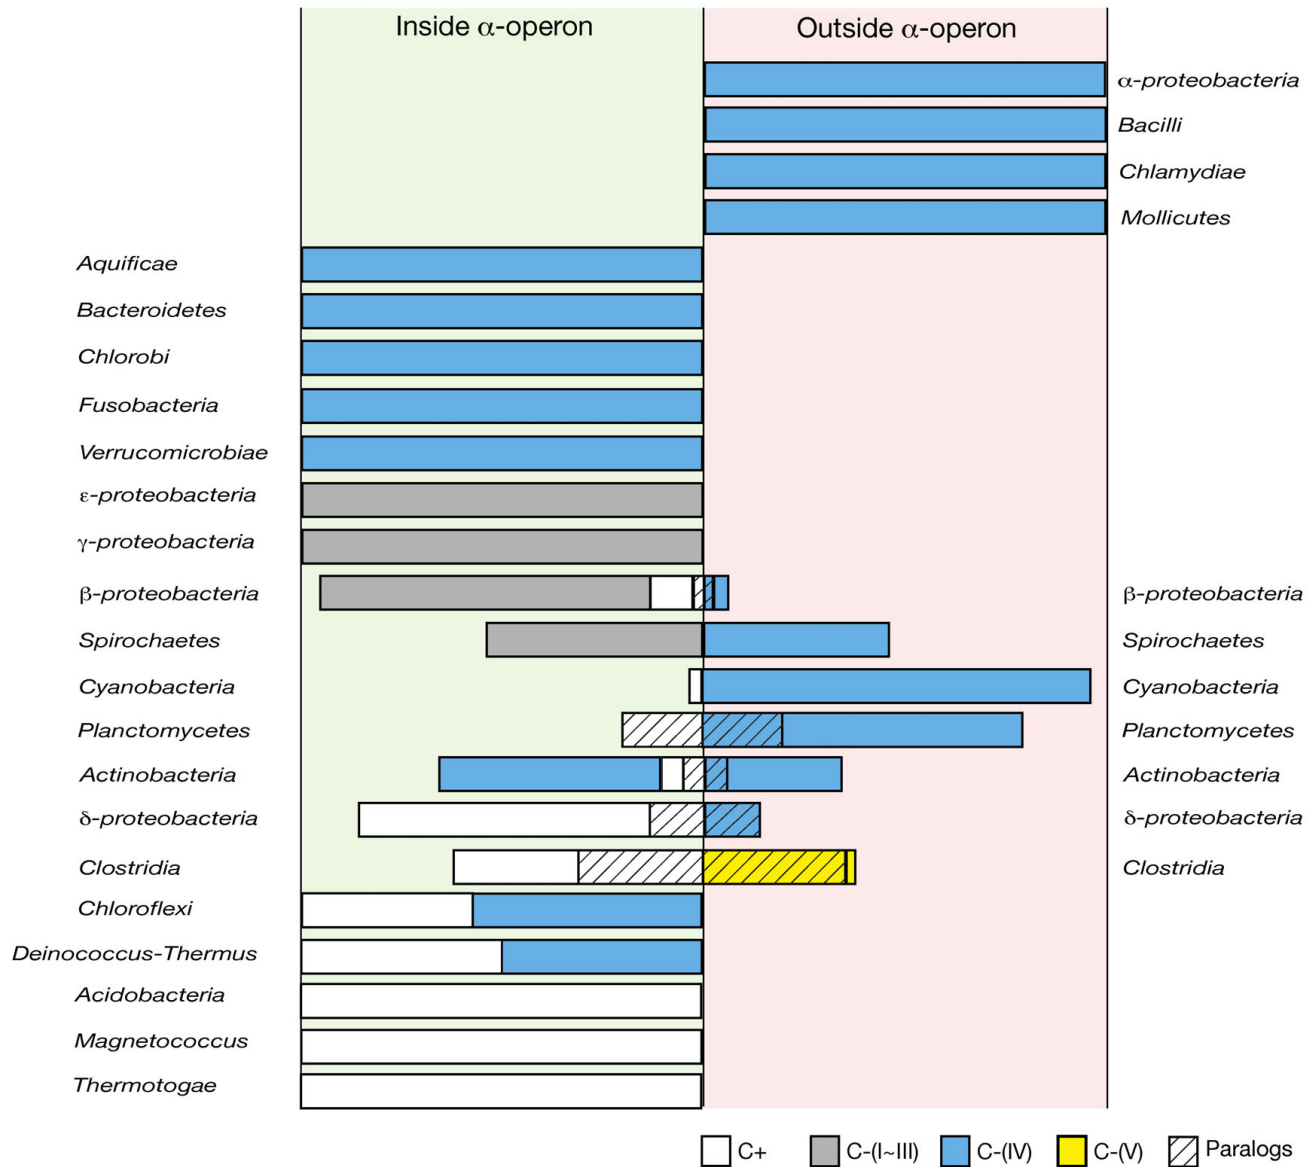 Inside α-operon
Outside α-operon
α-proteobacteria
Bacilli
Chlamydiae
Mollicutes
Aquificae
Bacteroidetes
Chlorobi
Fusobacteria
Verrucomicrobiae
ε-proteobacteria
γ-proteobacteria
β-proteobacteria
β-proteobacteria
Spirochaetes
Spirochaetes
Cyanobacteria
Cyanobacteria
Planctomycetes
Planctomycetes
Actinobacteria
Actinobacteria
δ-proteobacteria
δ-proteobacteria
Clostridia
Clostridia
Chloroflexi
Deinococcus-Thermus
Acidobacteria
Magnetococcus
Thermotogae
C+
C-(I~III)
C-(IV)
C-(V)
Paralogs